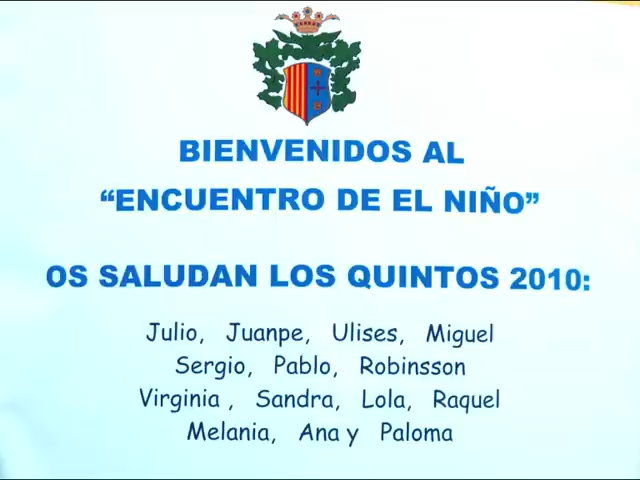 BIENVENIDOS AL
“ENCUENTRO DE EL NIÑO”
OS SALUDAN LOS QUINTOS 2010:
Julio, Juanpe, Ulises, Miguel
Sergio, Pablo, Robinsson
Virginia , Sandra, Lola, Raquel
Melania, Ana y Paloma